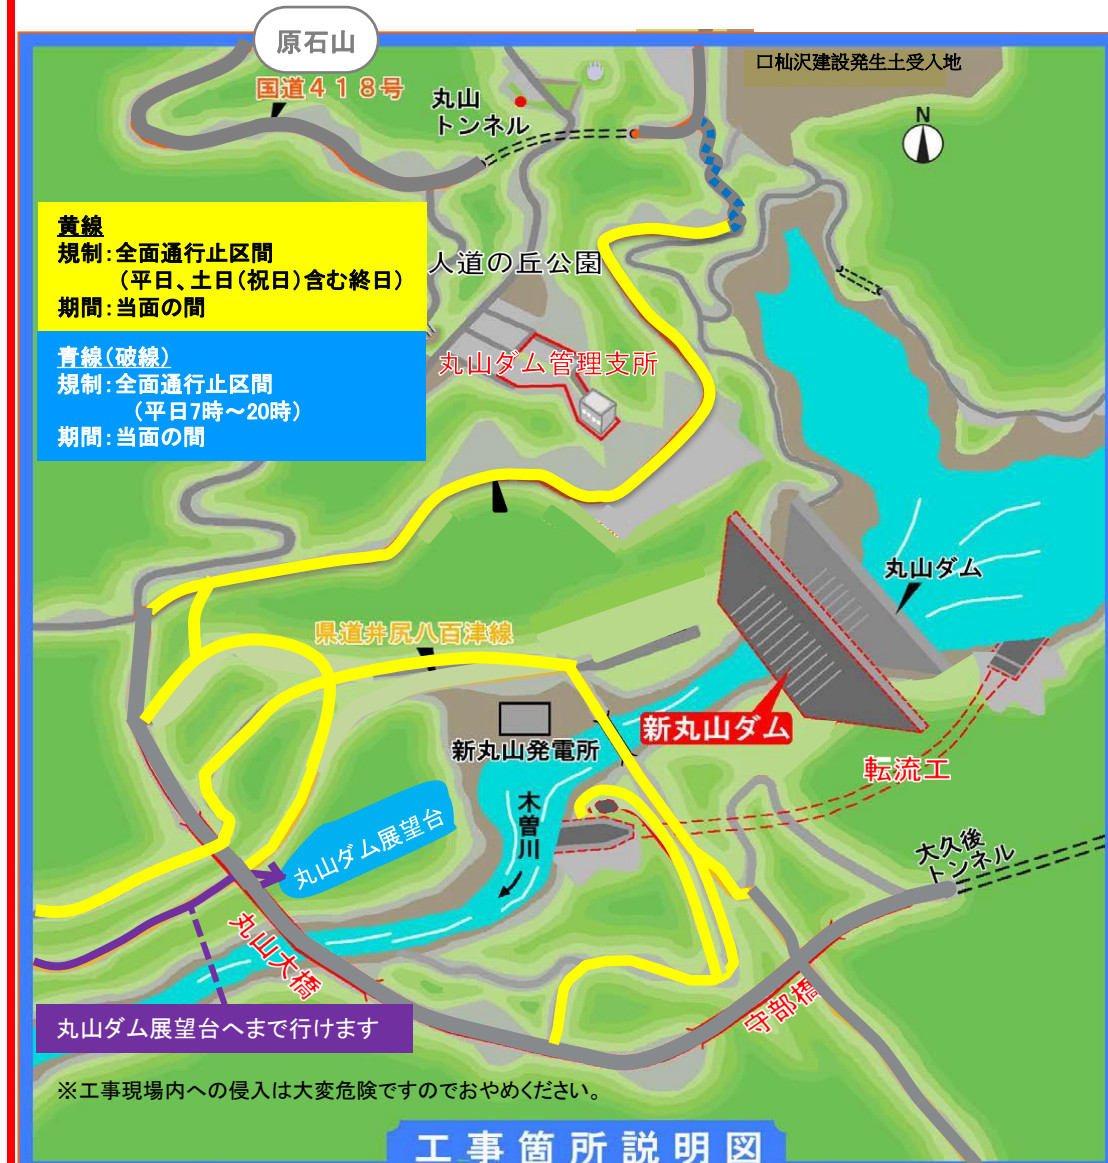 原石山
口杣沢建設発生土受入地
国道418号
丸山
トンネル
N
黄線
規制:全面通行止区間
(平日、土日(祝日)含む終日)
期間:当面の間
人道の丘公園
青線(破線)
規制:全面通行止区間
(平日7時～20時)
期間:当面の間
丸山ダム管理支所
丸山ダム
県道井尻八百津線
新丸山ダム
新丸山発電所
転流工
木曽川
丸山ダム展望台
大久後
トンネル
丸山大橋
守部橋
丸山ダム展望台へまで行けます
※工事現場内への侵入は大変危険ですのでおやめください。
工事箇所説明図